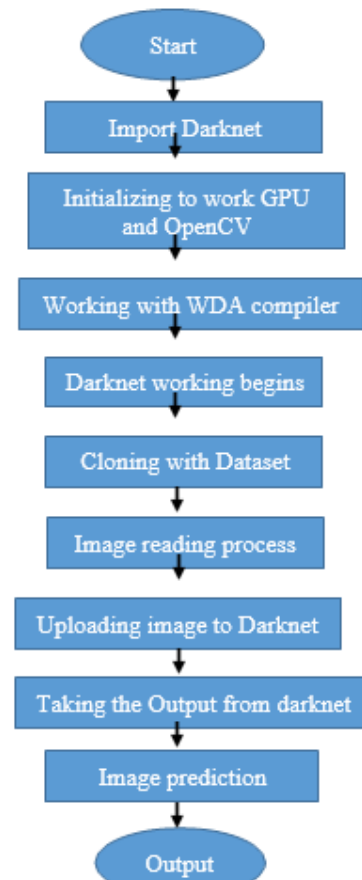 Start
Import Darknet
Initializing to work GPU
and OpenCV
Working with WDA compiler
Darknet working begins
Cloning with Dataset
Image reading process
Uploading image to Darknet
Taking the Output from darknet
Image prediction
Output